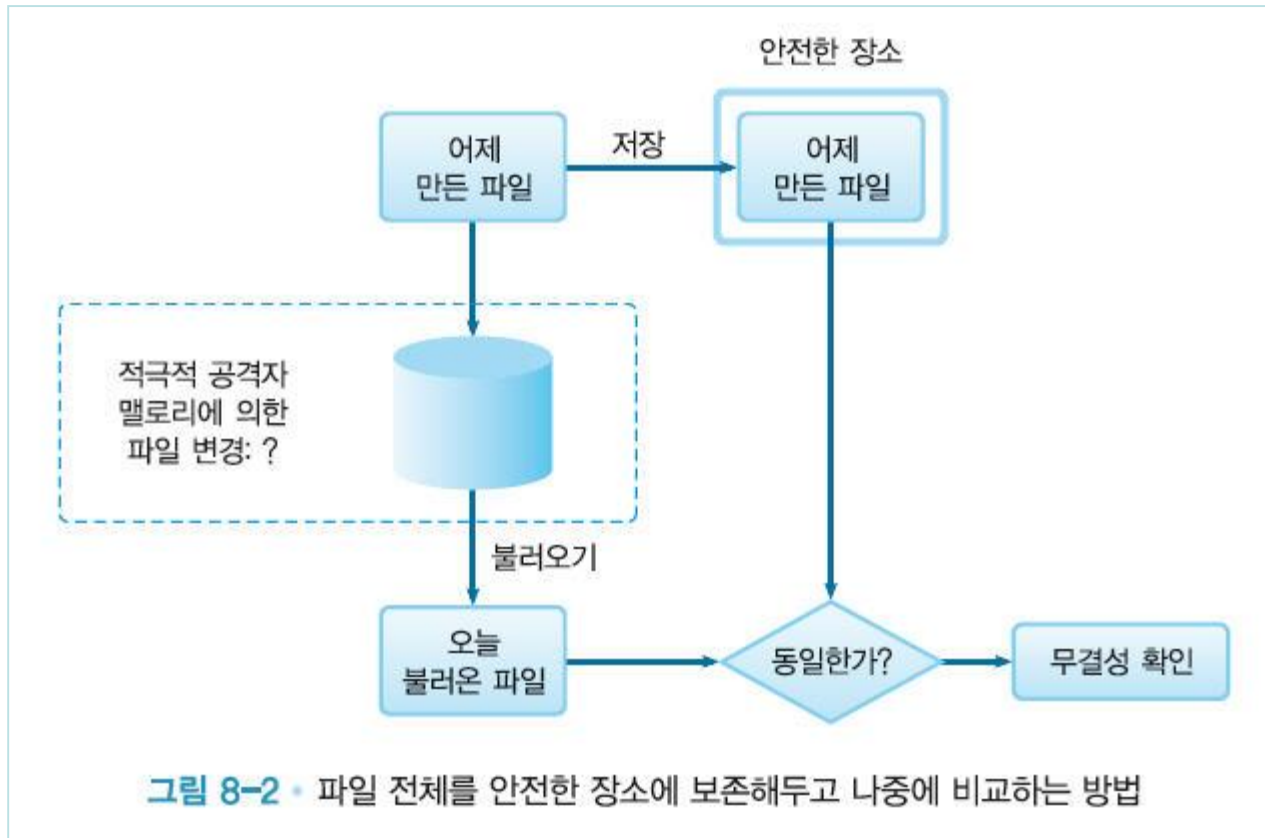 안전한 장소
어제
만든 파일
저장
어제
만든 파일
적극적 공격자
맬로리에 의한
파일 변경: ?
불러오기
오늘
불러온 파일
동일한가?
무결성 확인
그림 8-2 • 파일 전체를 안전한 장소에 보존해두고 나중에 비교하는 방법